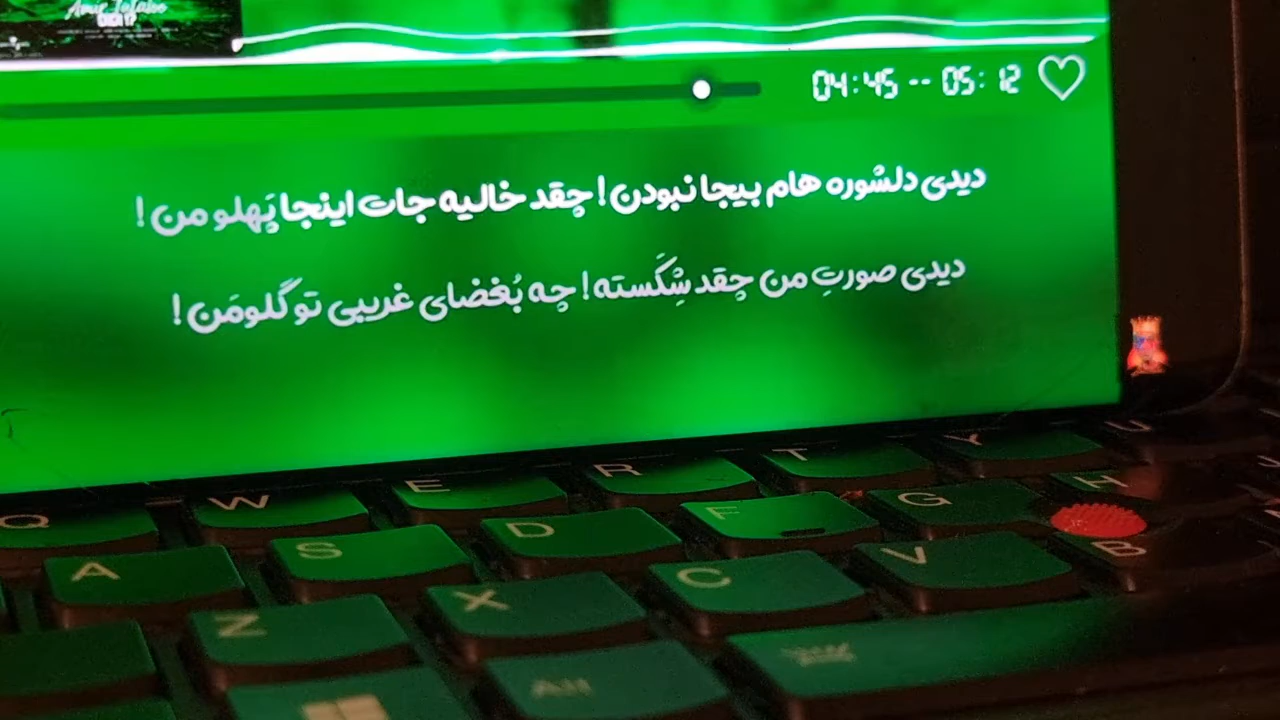 04:45 -- 05:12
دیدی دلشوره هام بیجا نبودن! چقد خالیه جات اینجا پَهلو من!
دیدی صورتِ من چقد شِکَسته! چه بُغضای غریبی تو گلومَن!
Q W E R T Y U
A S D F G H J
Z X C V B
Alt